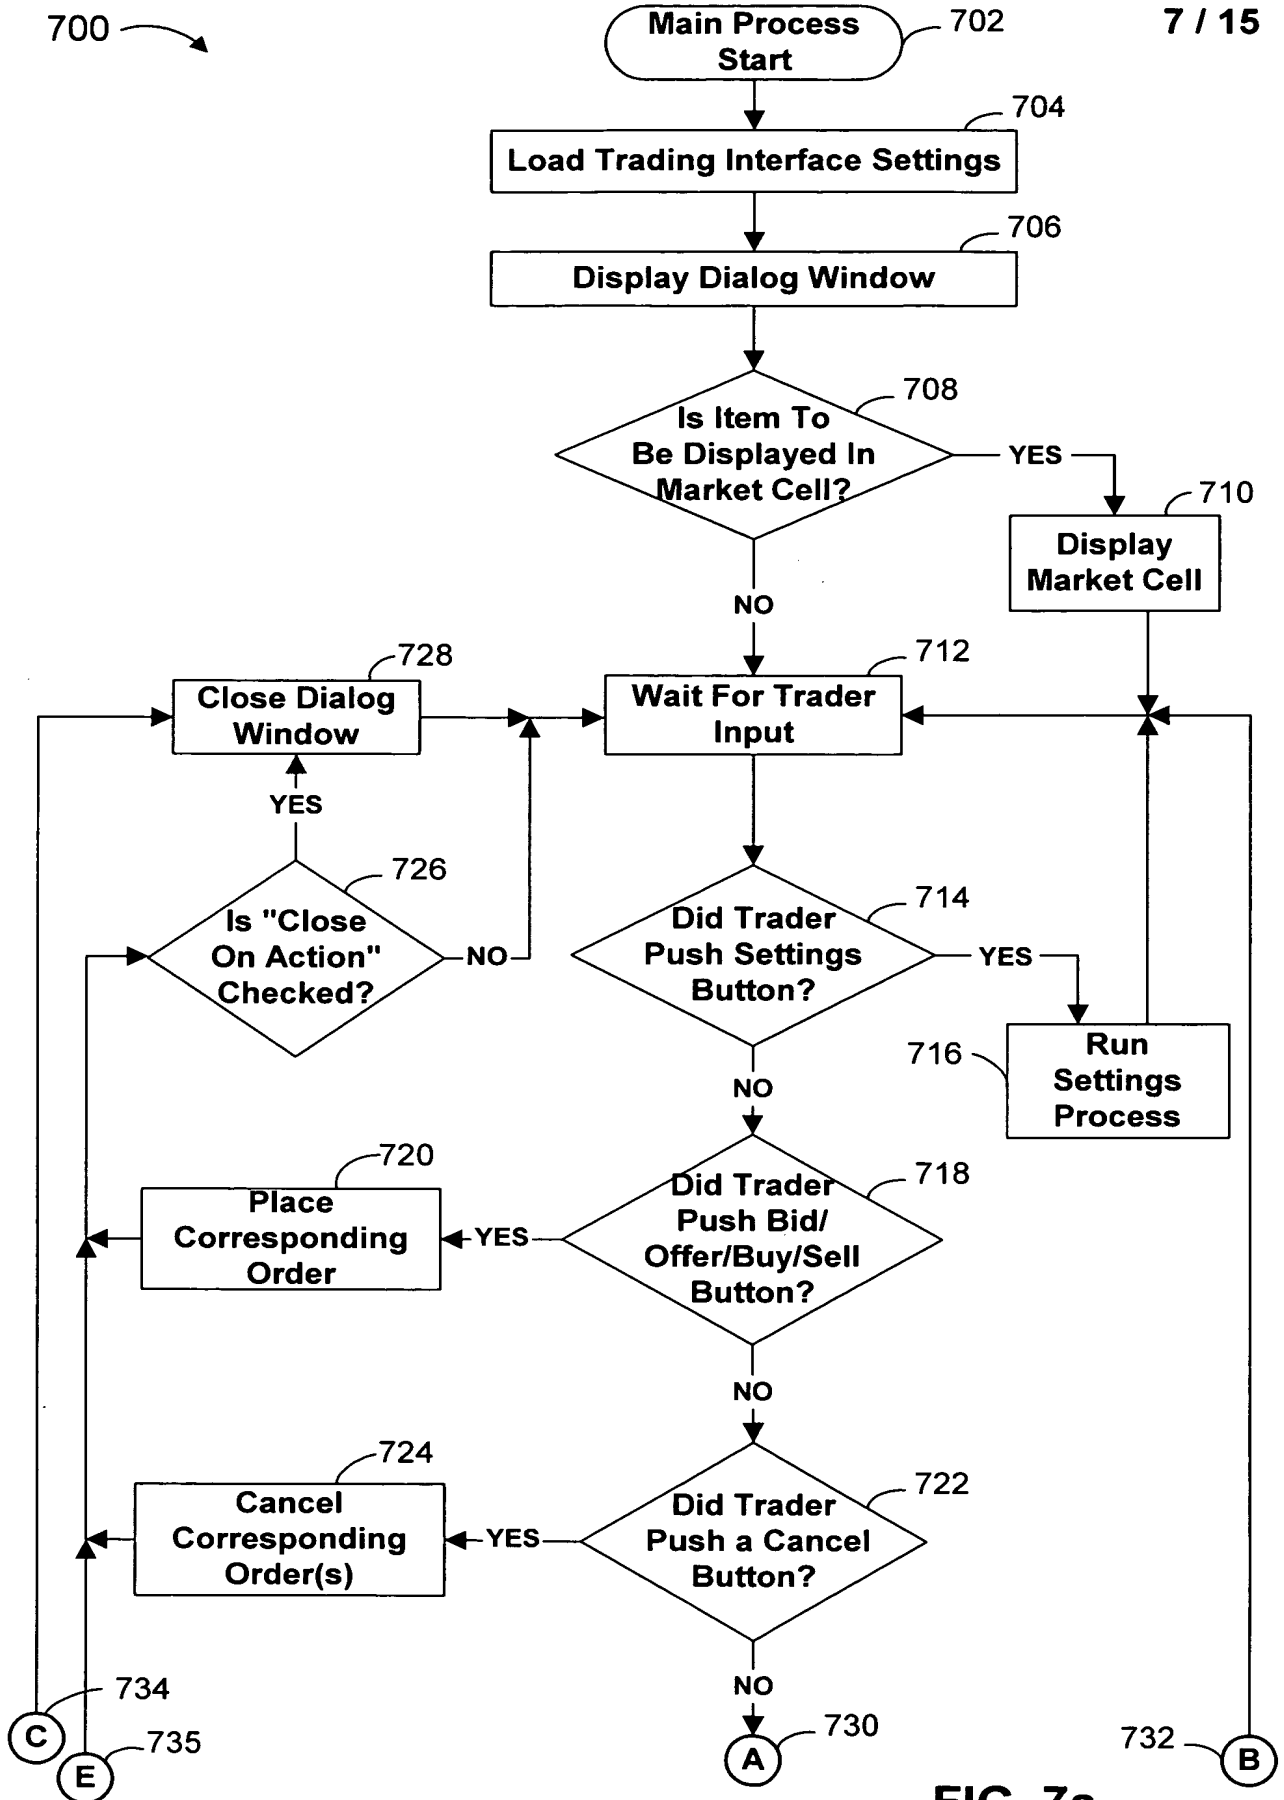 700
Main Process
Start
702
7 / 15
704
Load Trading Interface Settings
706
Display Dialog Window
708
Is Item To
Be Displayed In
Market Cell?
YES
710
Display
Market Cell
NO
728
Close Dialog
Window
712
Wait For Trader
Input
YES
726
Is "Close
On Action"
Checked?
NO
714
Did Trader
Push Settings
Button?
YES
716
Run
Settings
Process
NO
720
Place
Corresponding
Order
YES
718
Did Trader
Push Bid/
Offer/Buy/Sell
Button?
NO
724
Cancel
Corresponding
Order(s)
YES
722
Did Trader
Push a Cancel
Button?
NO
734
C
735
E
730
A
732
B
FIG. 7a